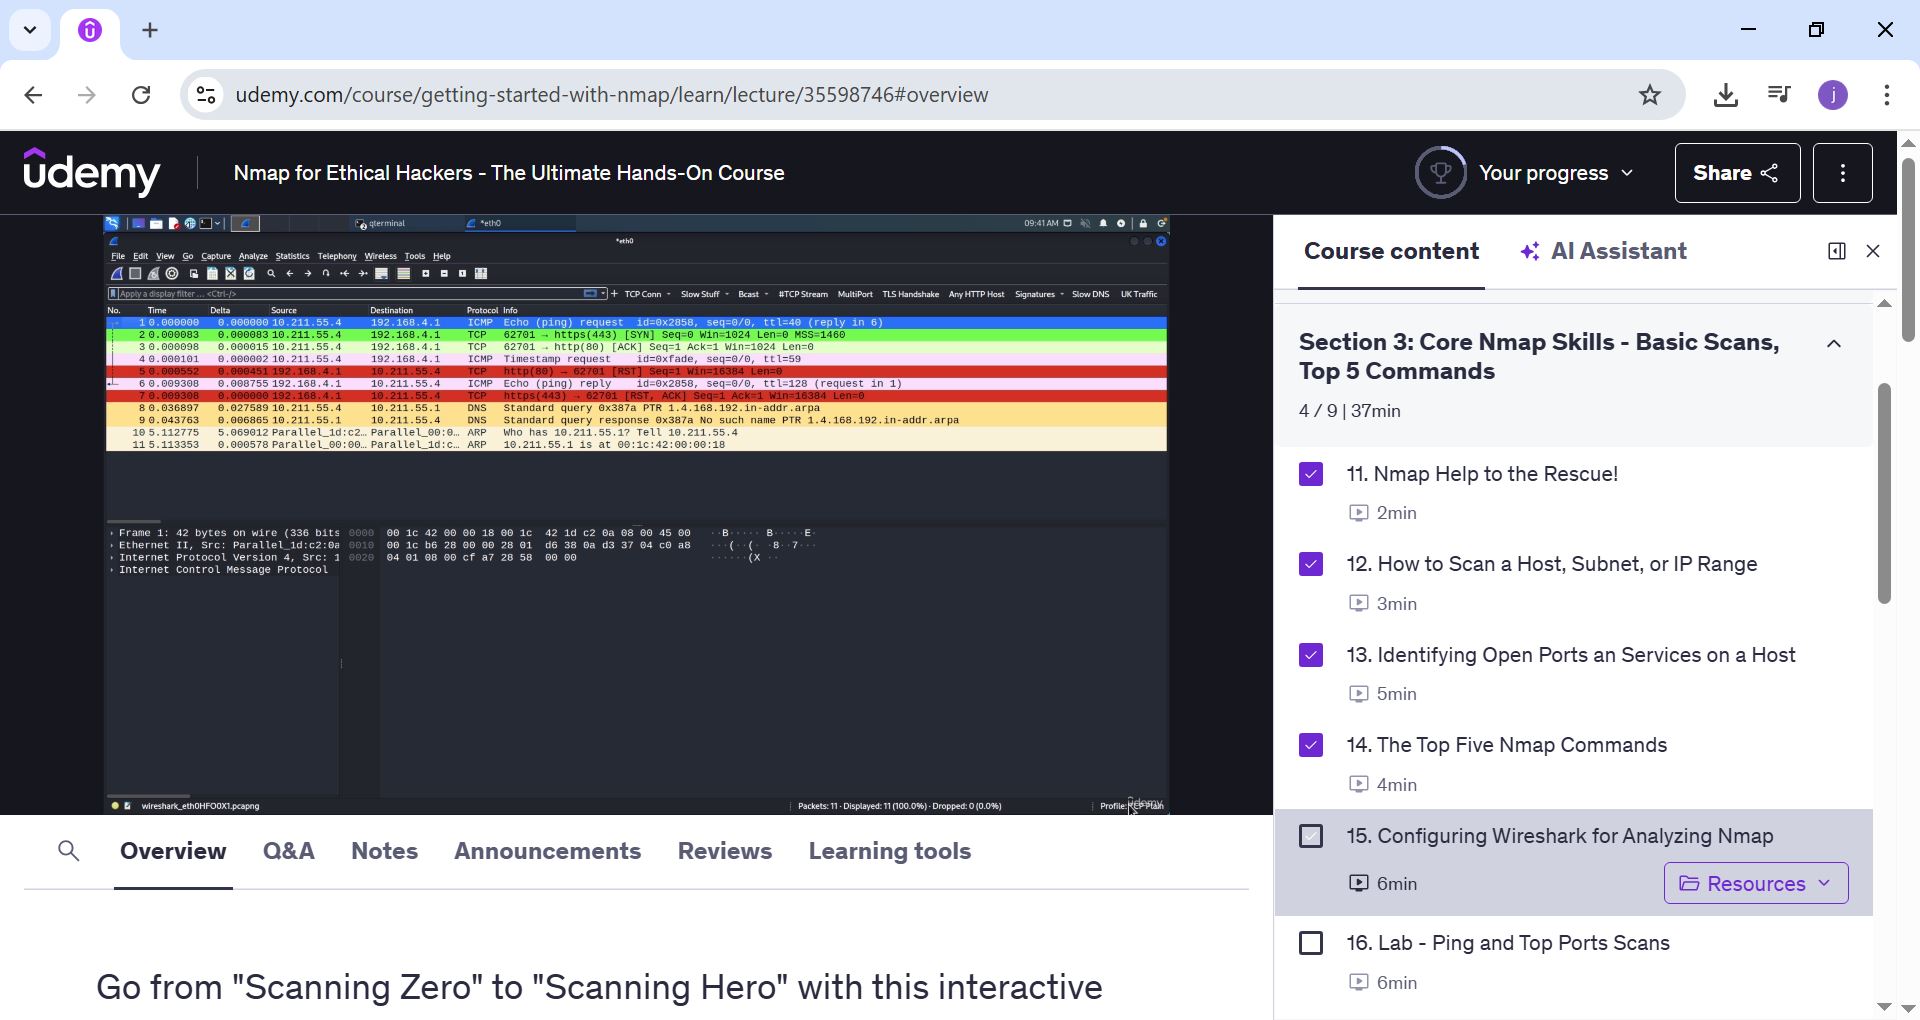 udemy.com/course/getting-started-with-nmap/learn/lecture/35598746#overview
j
ûdemy
Nmap for Ethical Hackers - The Ultimate Hands-On Course
Your progress
Share
qterminal
*eth0
09:41 AM
*eth0
File Edit View Go Capture Analyze Statistics Telephony Wireless Tools Help
Apply a display filter ... <Ctrl-/>
+ TCP Conn Slow Stuff Bcast #TCP Stream MultiPort TLS Handshake Any HTTP Host Signatures Slow DNS UK Traffic
No. Time Delta Source Destination Protocol Info
1 0.000000 0.000000 10.211.55.4 192.168.4.1 ICMP Echo (ping) request id=0x2858, seq=0/0, ttl=40 (reply in 6)
2 0.000083 0.000083 10.211.55.4 192.168.4.1 TCP 62701 → https(443) [SYN] Seq=0 Win=1024 Len=0 MSS=1460
3 0.000098 0.000015 10.211.55.4 192.168.4.1 TCP 62701 → http(80) [ACK] Seq=1 Ack=1 Win=1024 Len=0
4 0.000101 0.000002 10.211.55.4 192.168.4.1 ICMP Timestamp request id=0xfade, seq=0/0, ttl=59
5 0.000552 0.000451 192.168.4.1 10.211.55.4 TCP http(80) → 62701 [RST] Seq=1 Win=16384 Len=0
6 0.009308 0.008755 192.168.4.1 10.211.55.4 ICMP Echo (ping) reply id=0x2858, seq=0/0, ttl=128 (request in 1)
7 0.009308 0.000000 192.168.4.1 10.211.55.4 TCP https(443) → 62701 [RST, ACK] Seq=1 Ack=1 Win=16384 Len=0
8 0.036897 0.027589 10.211.55.4 10.211.55.1 DNS Standard query 0x387a PTR 1.4.168.192.in-addr.arpa
9 0.043763 0.006865 10.211.55.1 10.211.55.4 DNS Standard query response 0x387a No such name PTR 1.4.168.192.in-addr.arpa
10 5.112775 5.069012 Parallel_1d:c2… Parallel_00:0… ARP Who has 10.211.55.1? Tell 10.211.55.4
11 5.113353 0.000578 Parallel_00:00… Parallel_1d:c… ARP 10.211.55.1 is at 00:1c:42:00:00:18
Frame 1: 42 bytes on wire (336 bits
Ethernet II, Src: Parallel_1d:c2:0a
Internet Protocol Version 4, Src: 1
Internet Control Message Protocol
0000 00 1c 42 00 00 18 00 1c 42 1d c2 0a 08 00 45 00 ··B····· B·····E·
0010 00 1c b6 28 00 00 28 01 d6 38 0a d3 37 04 c0 a8 ···(··(· ·8··7···
0020 04 01 08 00 cf a7 28 58 00 00 ······(X ··
wireshark_eth0HFO0X1.pcapng
Packets: 11 · Displayed: 11 (100.0%) · Dropped: 0 (0.0%)
Profile: TCP Plain
ûdemy
Overview
Q&A
Notes
Announcements
Reviews
Learning tools
Go from "Scanning Zero" to "Scanning Hero" with this interactive
Course content
AI Assistant
Section 3: Core Nmap Skills - Basic Scans,
Top 5 Commands
4 / 9 | 37min
11. Nmap Help to the Rescue!
2min
12. How to Scan a Host, Subnet, or IP Range
3min
13. Identifying Open Ports an Services on a Host
5min
14. The Top Five Nmap Commands
4min
15. Configuring Wireshark for Analyzing Nmap
6min
Resources
16. Lab - Ping and Top Ports Scans
6min